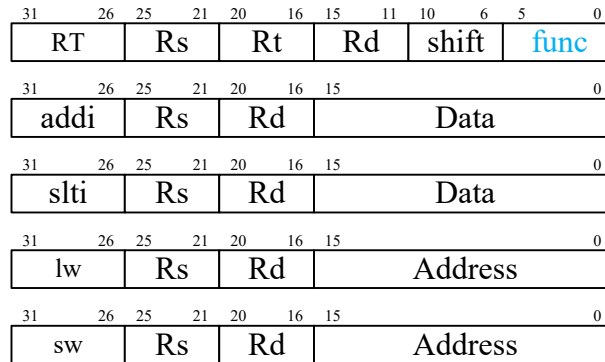 31 26 25 21 20 16 15 11 10 6 5 0
RT Rs Rt Rd shift func
31 26 25 21 20 16 15 0
addi Rs Rd Data
31 26 25 21 20 16 15 0
slti Rs Rd Data
31 26 25 21 20 16 15 0
lw Rs Rd Address
31 26 25 21 20 16 15 0
sw Rs Rd Address